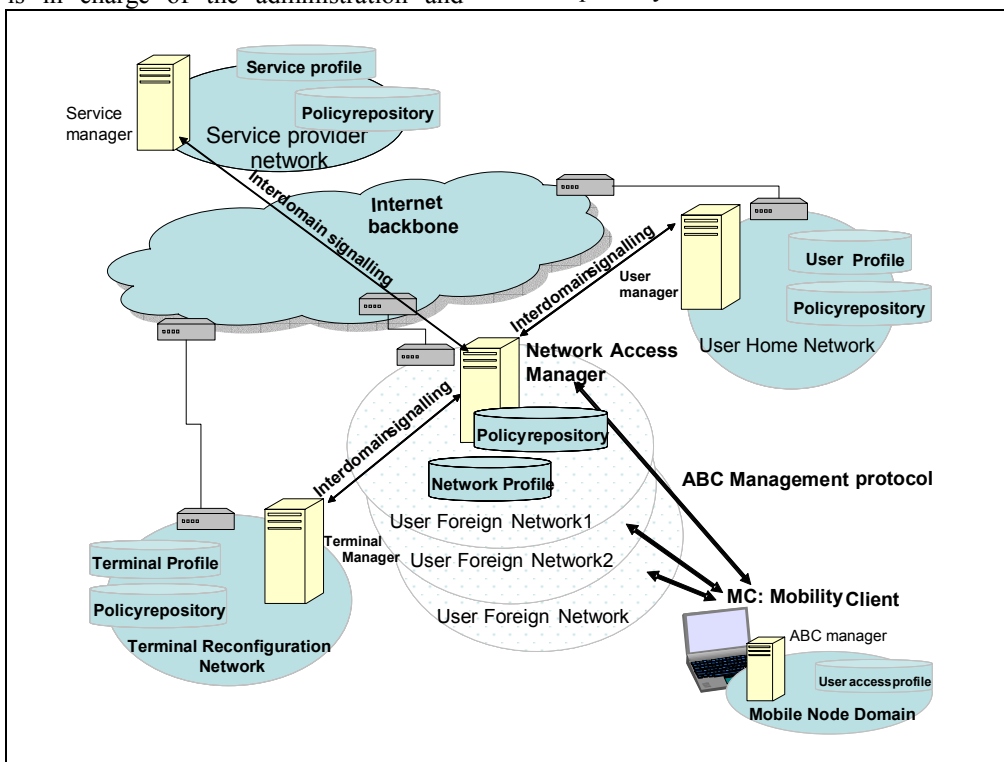 is in charge of the administration and
Service profile
Policyrepository
Service
manager
Service provider
network
Internet
backbone
Interdomain signalling
Interdomainsignalling
User
manager
User Profile
Policyrepository
User Home Network
Network Access
Manager
Policyrepository
Network Profile
User Foreign Network1
User Foreign Network2
User Foreign Network
Interdomainsignalling
Terminal
Manager
Terminal Profile
Policyrepository
Terminal Reconfiguration
Network
ABC Management protocol
MC: Mobility Client
ABC manager
User accessprofile
Mobile Node Domain